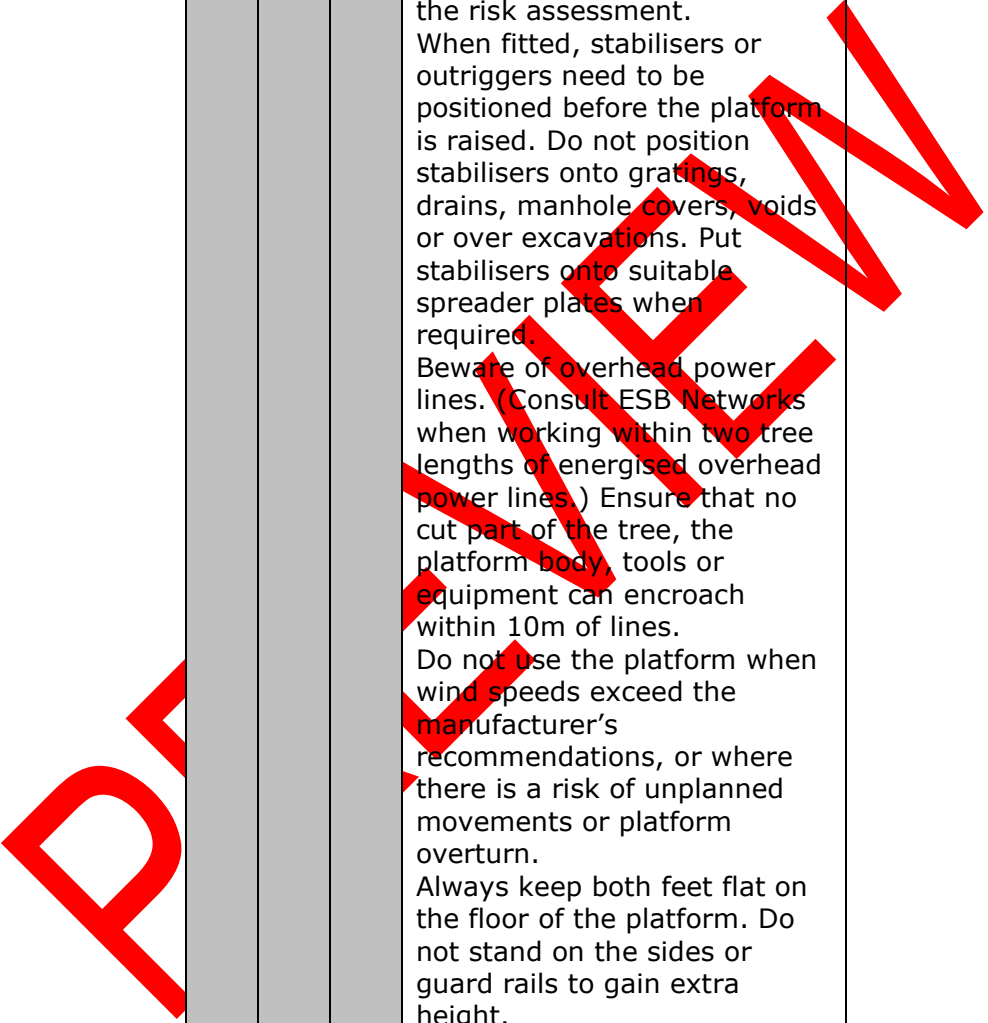 the risk assessment.
When fitted, stabilisers or
outriggers need to be
positioned before the platform
is raised. Do not position
stabilisers onto gratings,
drains, manhole covers, voids
or over excavations. Put
stabilisers onto suitable
spreader plates when
required.
Beware of overhead power
lines. (Consult ESB Networks
when working within two tree
lengths of energised overhead
power lines.) Ensure that no
cut part of the tree, the
platform body, tools or
equipment can encroach
within 10m of lines.
Do not use the platform when
wind speeds exceed the
manufacturer’s
recommendations, or where
there is a risk of unplanned
movements or platform
overturn.
Always keep both feet flat on
the floor of the platform. Do
not stand on the sides or
guard rails to gain extra
height.
PREVIEW